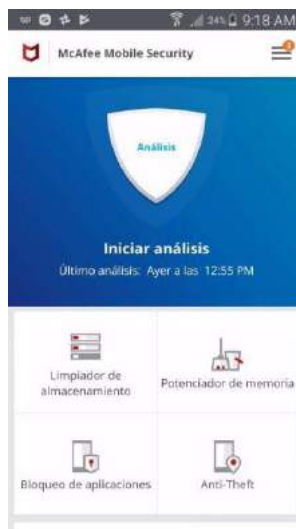 24% 9:18 AM
McAfee Mobile Security
Análisis
Iniciar análisis
Último análisis: Ayer a las 12:55 PM
Limpiador de
almacenamiento
Potenciador de memoria
Bloqueo de aplicaciones
Anti-Theft